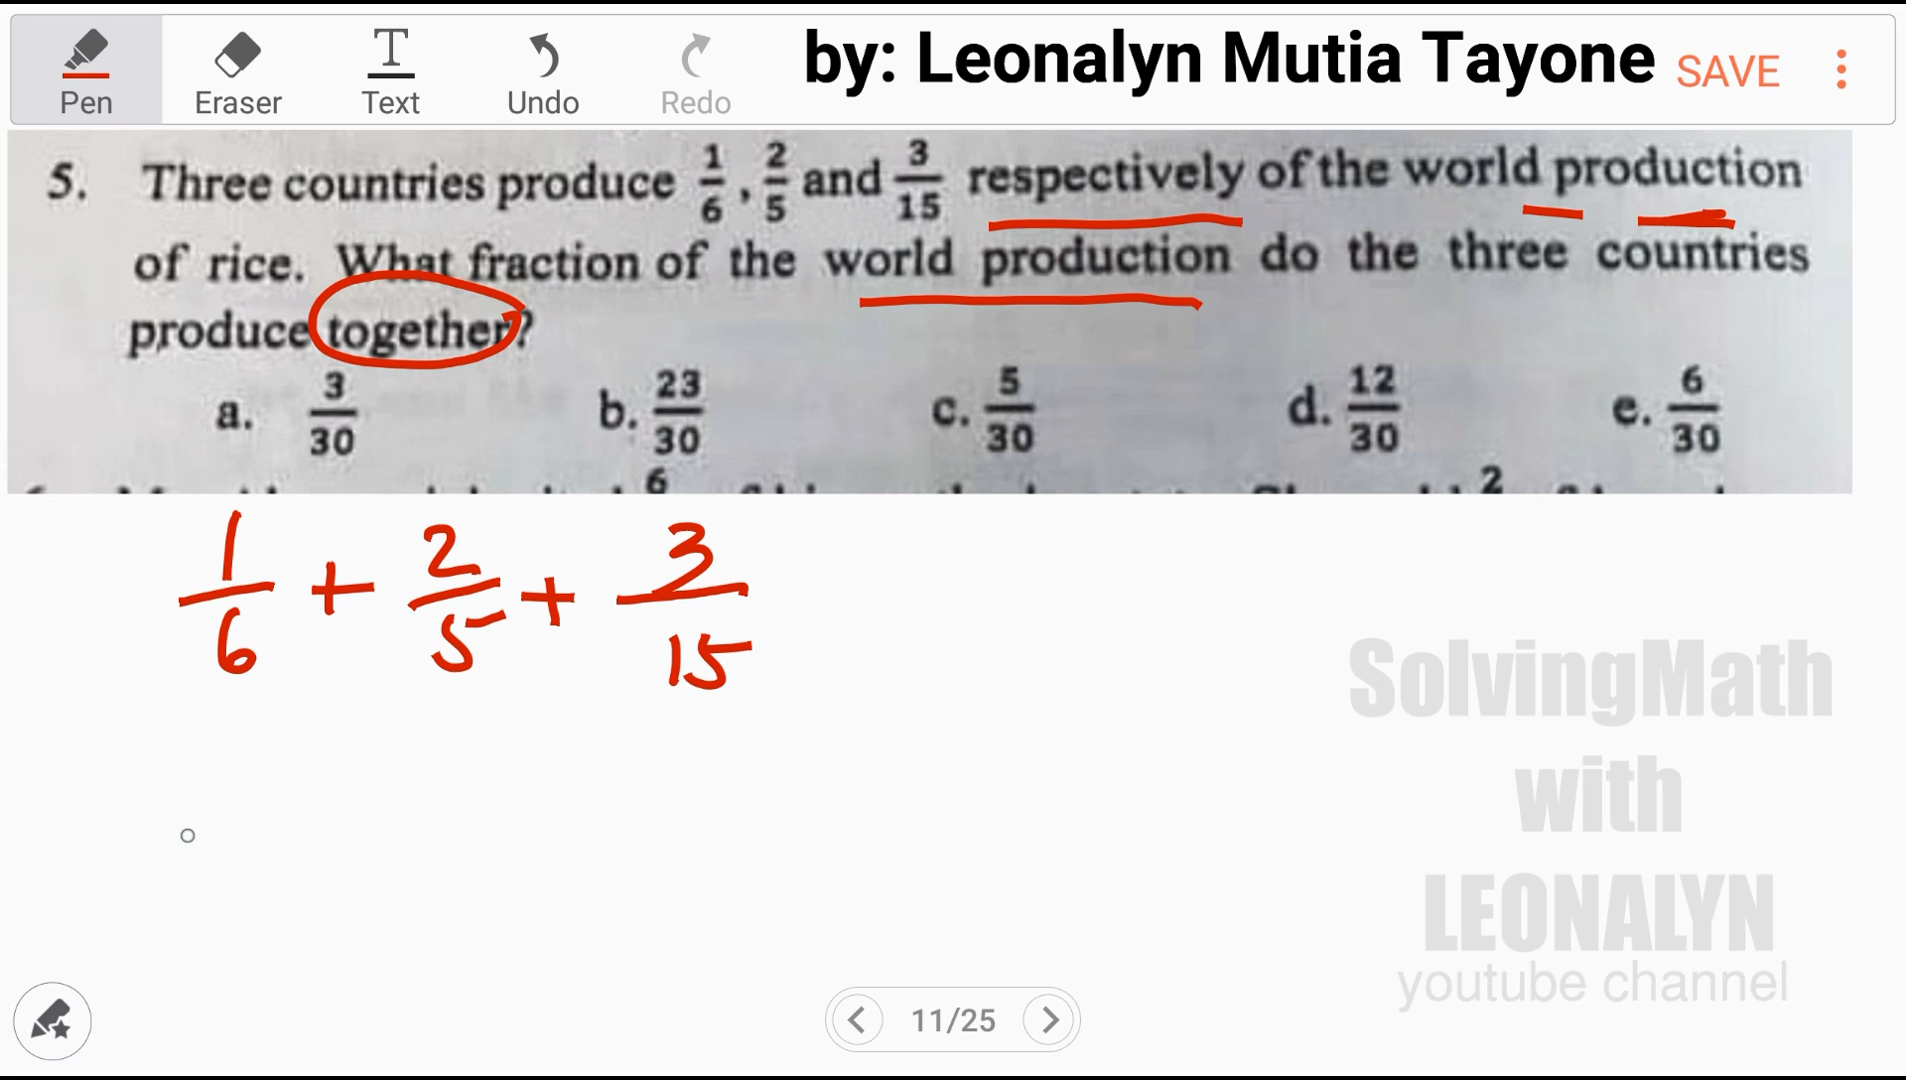 Pen Eraser Text Undo Redo by: Leonalyn Mutia Tayone SAVE
5. Three countries produce 1/6, 2/5 and 3/15 respectively of the world production
of rice. What fraction of the world production do the three countries
produce together?
a. 3/30 b. 23/30 c. 5/30 d. 12/30 e. 6/30
6 2
1/6 + 2/5 + 3/15
SolvingMath
with
LEONALYN
youtube channel
11/25